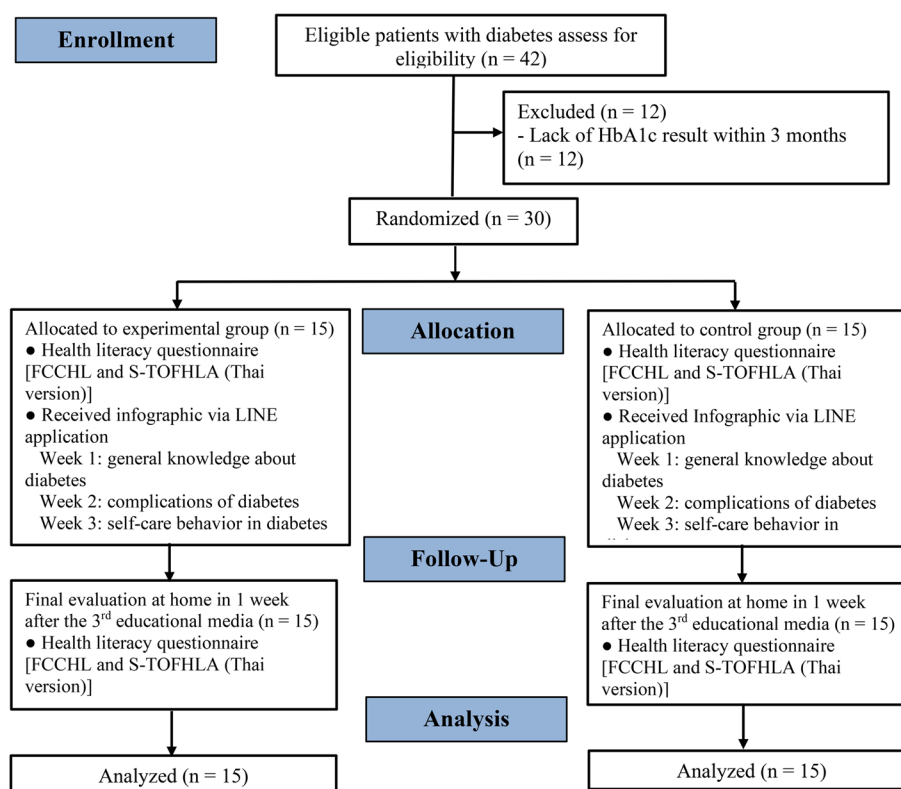 Enrollment
Eligible patients with diabetes assess for
eligibility (n = 42)
Excluded (n = 12)
- Lack of HbA1c result within 3 months
(n = 12)
Randomized (n = 30)
Allocation
Allocated to experimental group (n = 15)
● Health literacy questionnaire
[FCCHL and S-TOFHLA (Thai
version)]
● Received infographic via LINE
application
Week 1: general knowledge about
diabetes
Week 2: complications of diabetes
Week 3: self-care behavior in diabetes
Allocated to control group (n = 15)
● Health literacy questionnaire
[FCCHL and S-TOFHLA (Thai
version)]
● Received Infographic via LINE
application
Week 1: general knowledge about
diabetes
Week 2: complications of diabetes
Week 3: self-care behavior in
Follow-Up
Final evaluation at home in 1 week
after the 3rd educational media (n = 15)
● Health literacy questionnaire
[FCCHL and S-TOFHLA (Thai
version)]
Final evaluation at home in 1 week
after the 3rd educational media (n = 15)
● Health literacy questionnaire
[FCCHL and S-TOFHLA (Thai
version)]
Analysis
Analyzed (n = 15)
Analyzed (n = 15)